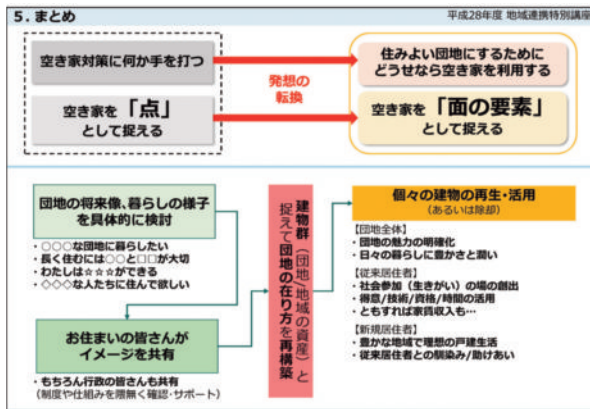 5. まとめ
平成28年度 地域連携特別講座
空き家対策に何か手を打つ
住みよい団地にするために
どうせなら空き家を利用する
発想の
転換
空き家を「点」
として捉える
空き家を「面の要素」
として捉える
団地の将来像、暮らしの様子
を具体的に検討
・○○○な団地に暮らしたい
・長く住むには○○と□□が大切
・わたしは☆☆☆ができる
・◇◇◇な人たちに住んで欲しい
お住まいの皆さんが
イメージを共有
・もちろん行政の皆さんも共有
（制度や仕組みを隈無く確認・サポート）
建物群（団地/地域の資産）と
捉えて団地の在り方を再構築
個々の建物の再生・活用
（あるいは除却）
【団地全体】
・団地の魅力の明確化
・日々の暮らしに豊かさと潤い
【従来居住者】
・社会参加（生きがい）の場の創出
・得意/技術/資格/時間の活用
・ともすれば家賃収入も…
【新規居住者】
・豊かな地域で理想の戸建生活
・従来居住者との馴染み/助けあい